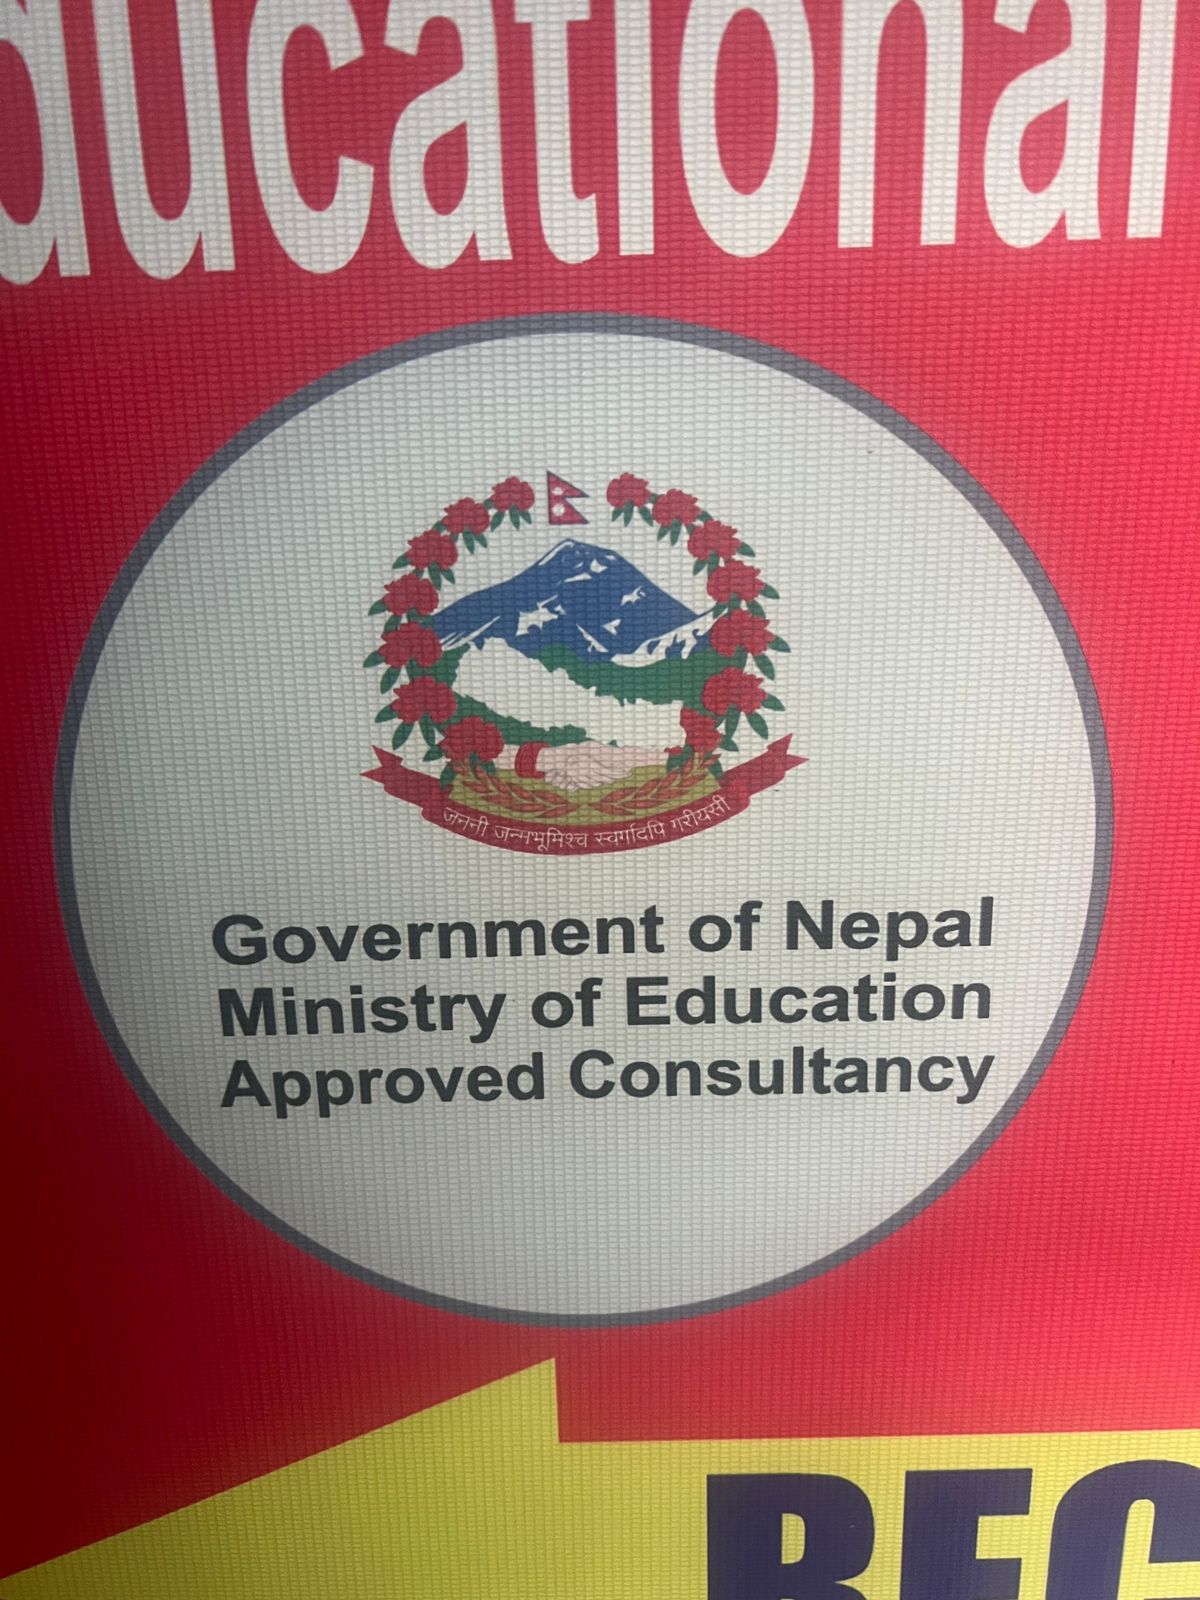 ducational
जननी जन्मभूमिश्च स्वर्गादपि गरीयसी
Government of Nepal
Ministry of Education
Approved Consultancy